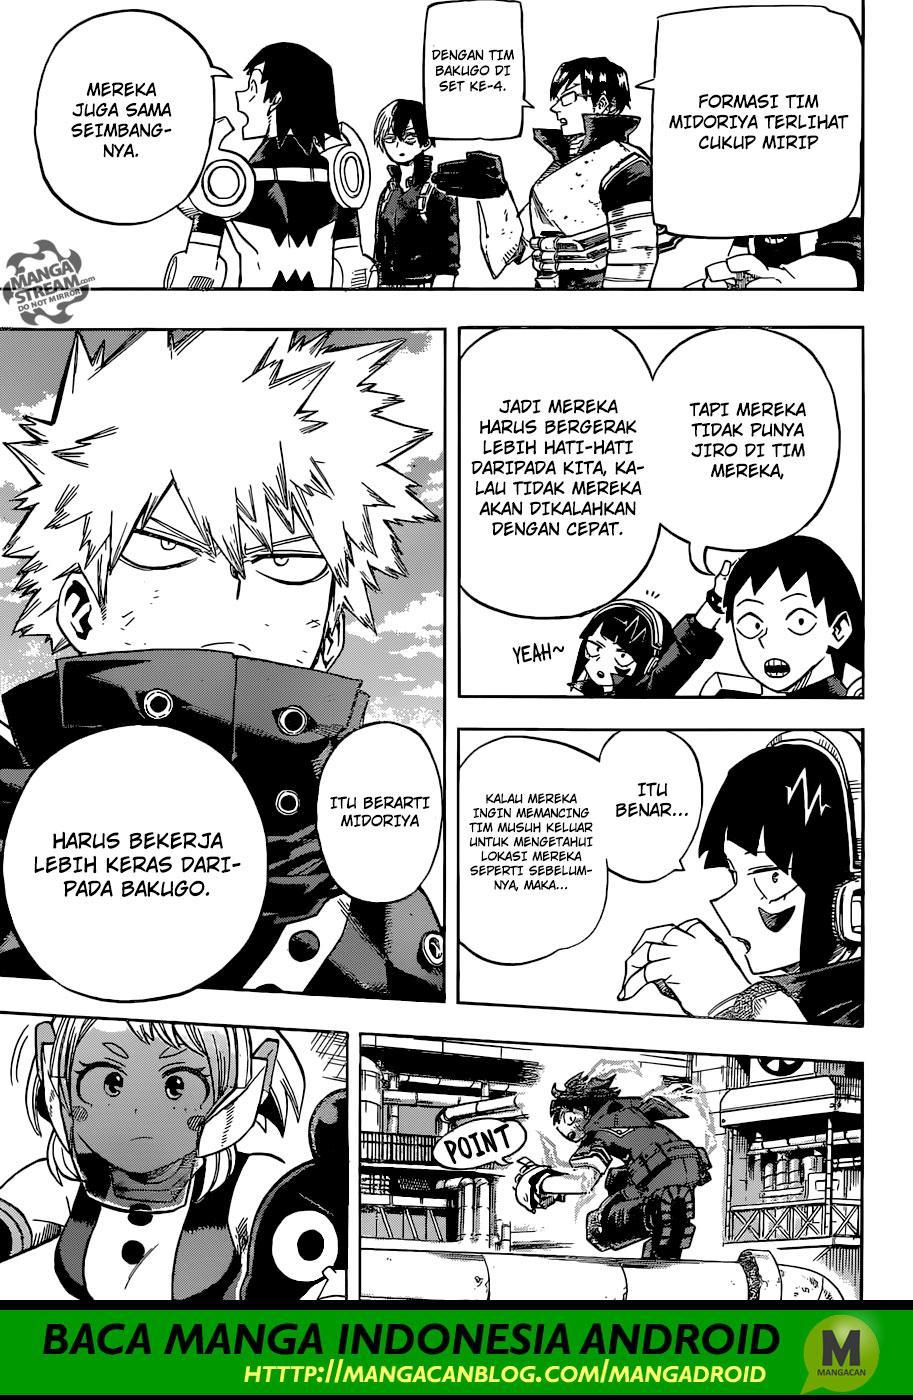 FORMASI TIM
MIDORIYA TERLIHAT
CUKUP MIRIP
DENGAN TIM
BAKUGO DI
SET KE-4.
MEREKA
JUGA SAMA
SEIMBANG-
NYA.
MANGA
STREAM.com
DO NOT MIRROR
TAPI MEREKA
TIDAK PUNYA
JIRO DI TIM
MEREKA,
JADI MEREKA
HARUS BERGERAK
LEBIH HATI-HATI
DARIPADA KITA, KA-
LAU TIDAK MEREKA
AKAN DIKALAHKAN
DENGAN CEPAT.
YEAH~
ITU
BENAR...
KALAU MEREKA
INGIN MEMANCING
TIM MUSUH KELUAR
UNTUK MENGETAHUI
LOKASI MEREKA
SEPERTI SEBELUM-
NYA, MAKA...
ITU BERARTI
MIDORIYA
HARUS BEKERJA
LEBIH KERAS DARI-
PADA BAKUGO.
POINT
BACA MANGA INDONESIA ANDROID
HTTTP://MANGACANBLOG.COM/MANGADROID
M
MANGACAN